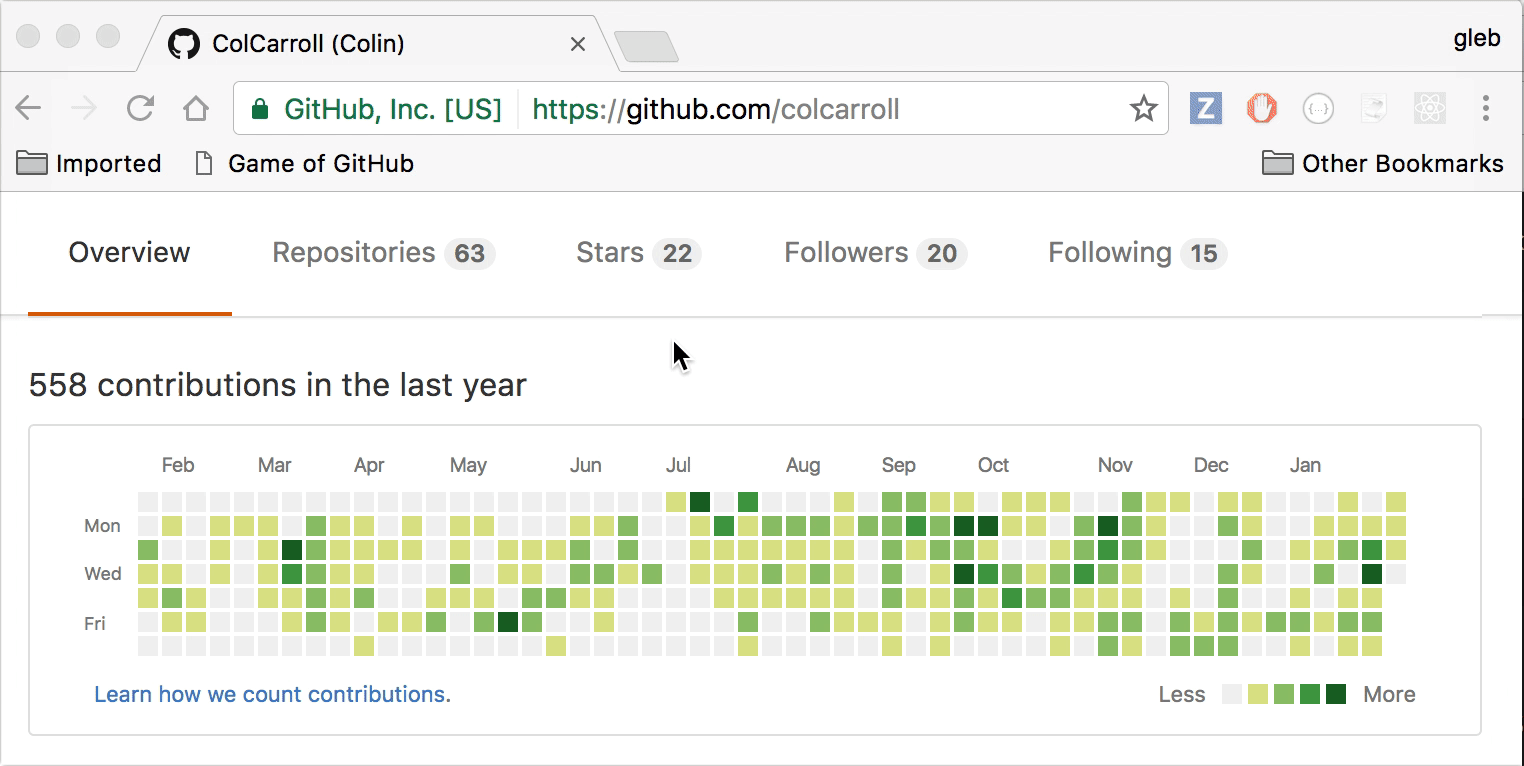 ColCarroll (Colin)
gleb
GitHub, Inc. [US] https://github.com/colcarroll
Z
{...}
Imported Game of GitHub Other Bookmarks
Overview Repositories 63 Stars 22 Followers 20 Following 15
558 contributions in the last year
Feb Mar Apr May Jun Jul Aug Sep Oct Nov Dec Jan
Mon
Wed
Fri
Learn how we count contributions. Less More